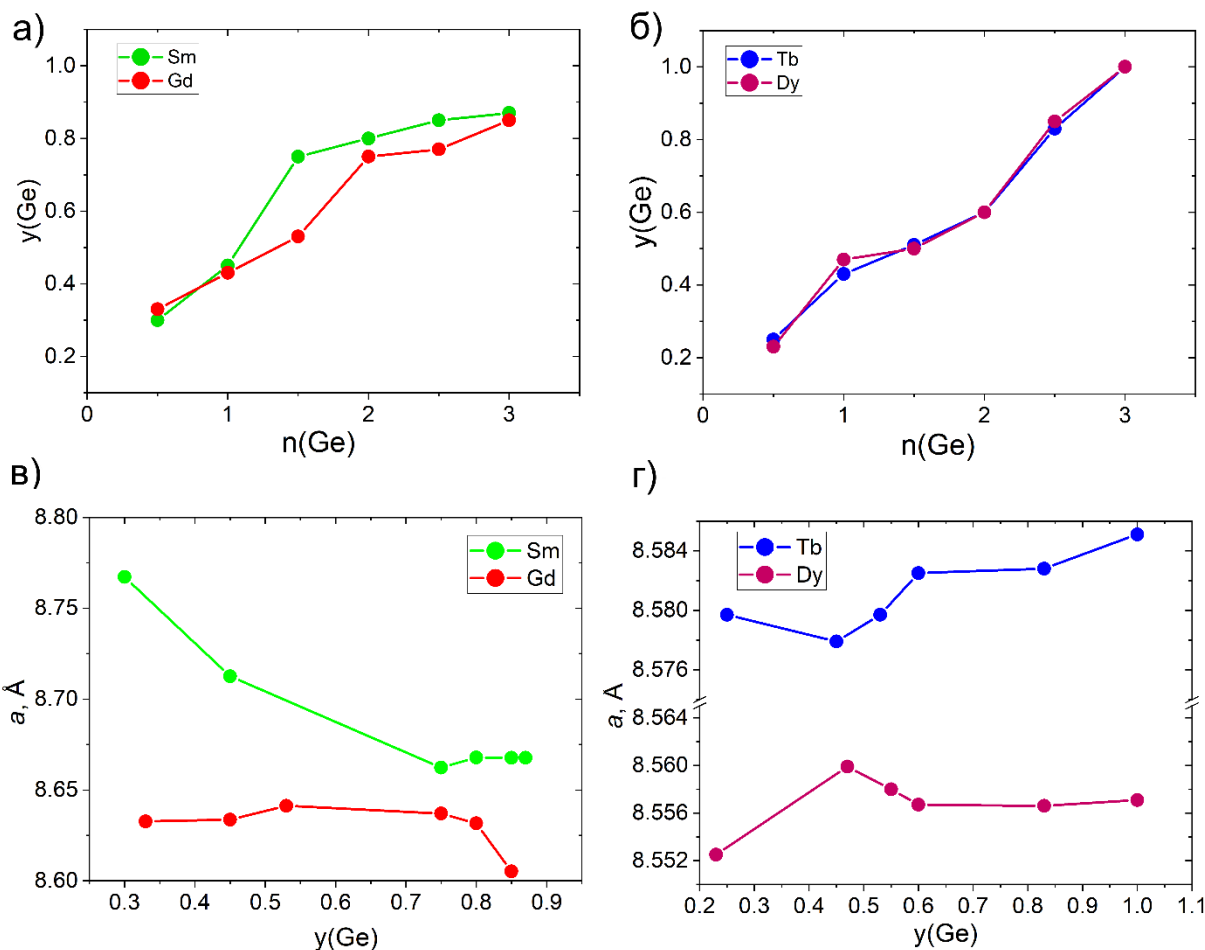 а)
Sm
Gd
1.0
0.8
0.6
0.4
0.2
y(Ge)
0
1
2
3
n(Ge)
б)
Tb
Dy
1.0
0.8
0.6
0.4
0.2
y(Ge)
0
1
2
3
n(Ge)
в)
Sm
Gd
8.80
8.75
8.70
8.65
8.60
a, Å
0.3
0.4
0.5
0.6
0.7
0.8
0.9
y(Ge)
г)
Tb
Dy
8.584
8.580
8.576
8.564
8.560
8.556
8.552
a, Å
0.2
0.3
0.4
0.5
0.6
0.7
0.8
0.9
1.0
1.1
y(Ge)